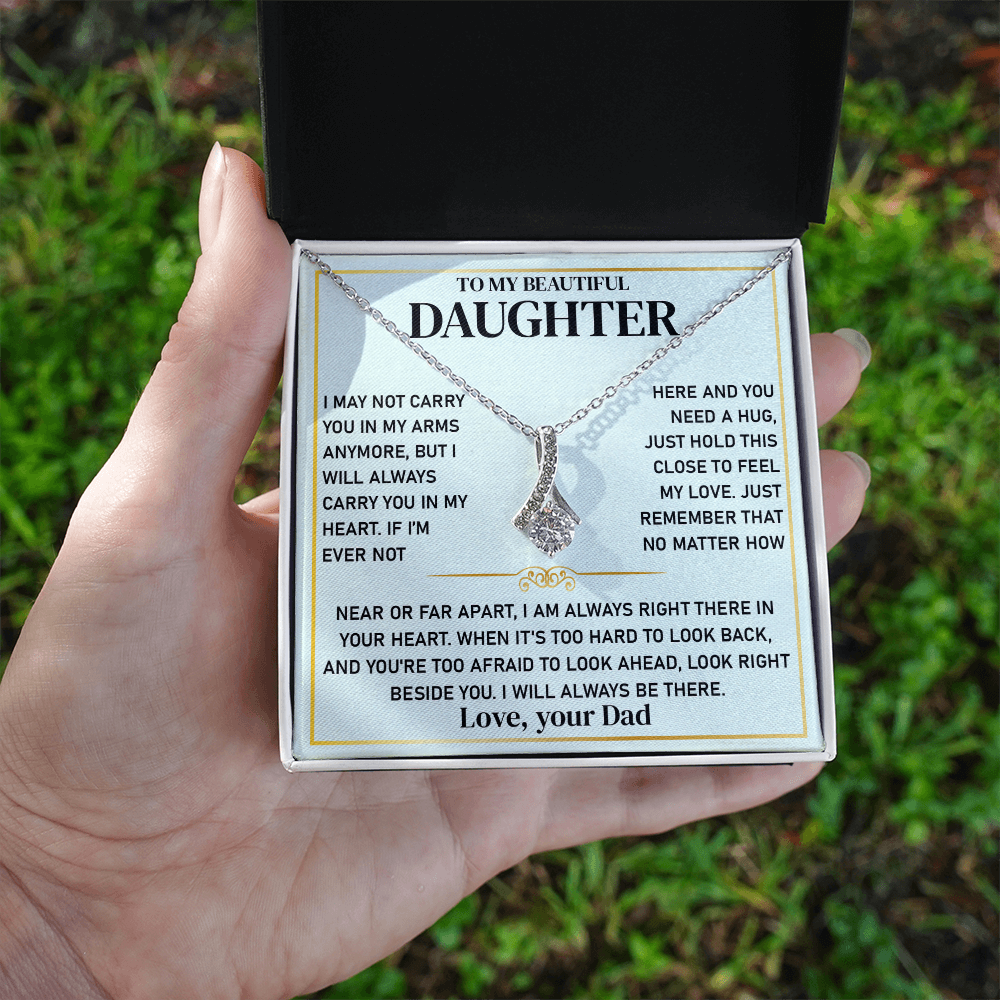 TO MY BEAUTIFUL
DAUGHTER
I MAY NOT CARRY
YOU IN MY ARMS
ANYMORE, BUT I
WILL ALWAYS
CARRY YOU IN MY
HEART. IF I'M
EVER NOT
HERE AND YOU
NEED A HUG,
JUST HOLD THIS
CLOSE TO FEEL
MY LOVE. JUST
REMEMBER THAT
NO MATTER HOW
NEAR OR FAR APART, I AM ALWAYS RIGHT THERE IN
YOUR HEART. WHEN IT'S TOO HARD TO LOOK BACK,
AND YOU'RE TOO AFRAID TO LOOK AHEAD, LOOK RIGHT
BESIDE YOU. I WILL ALWAYS BE THERE.
Love, your Dad